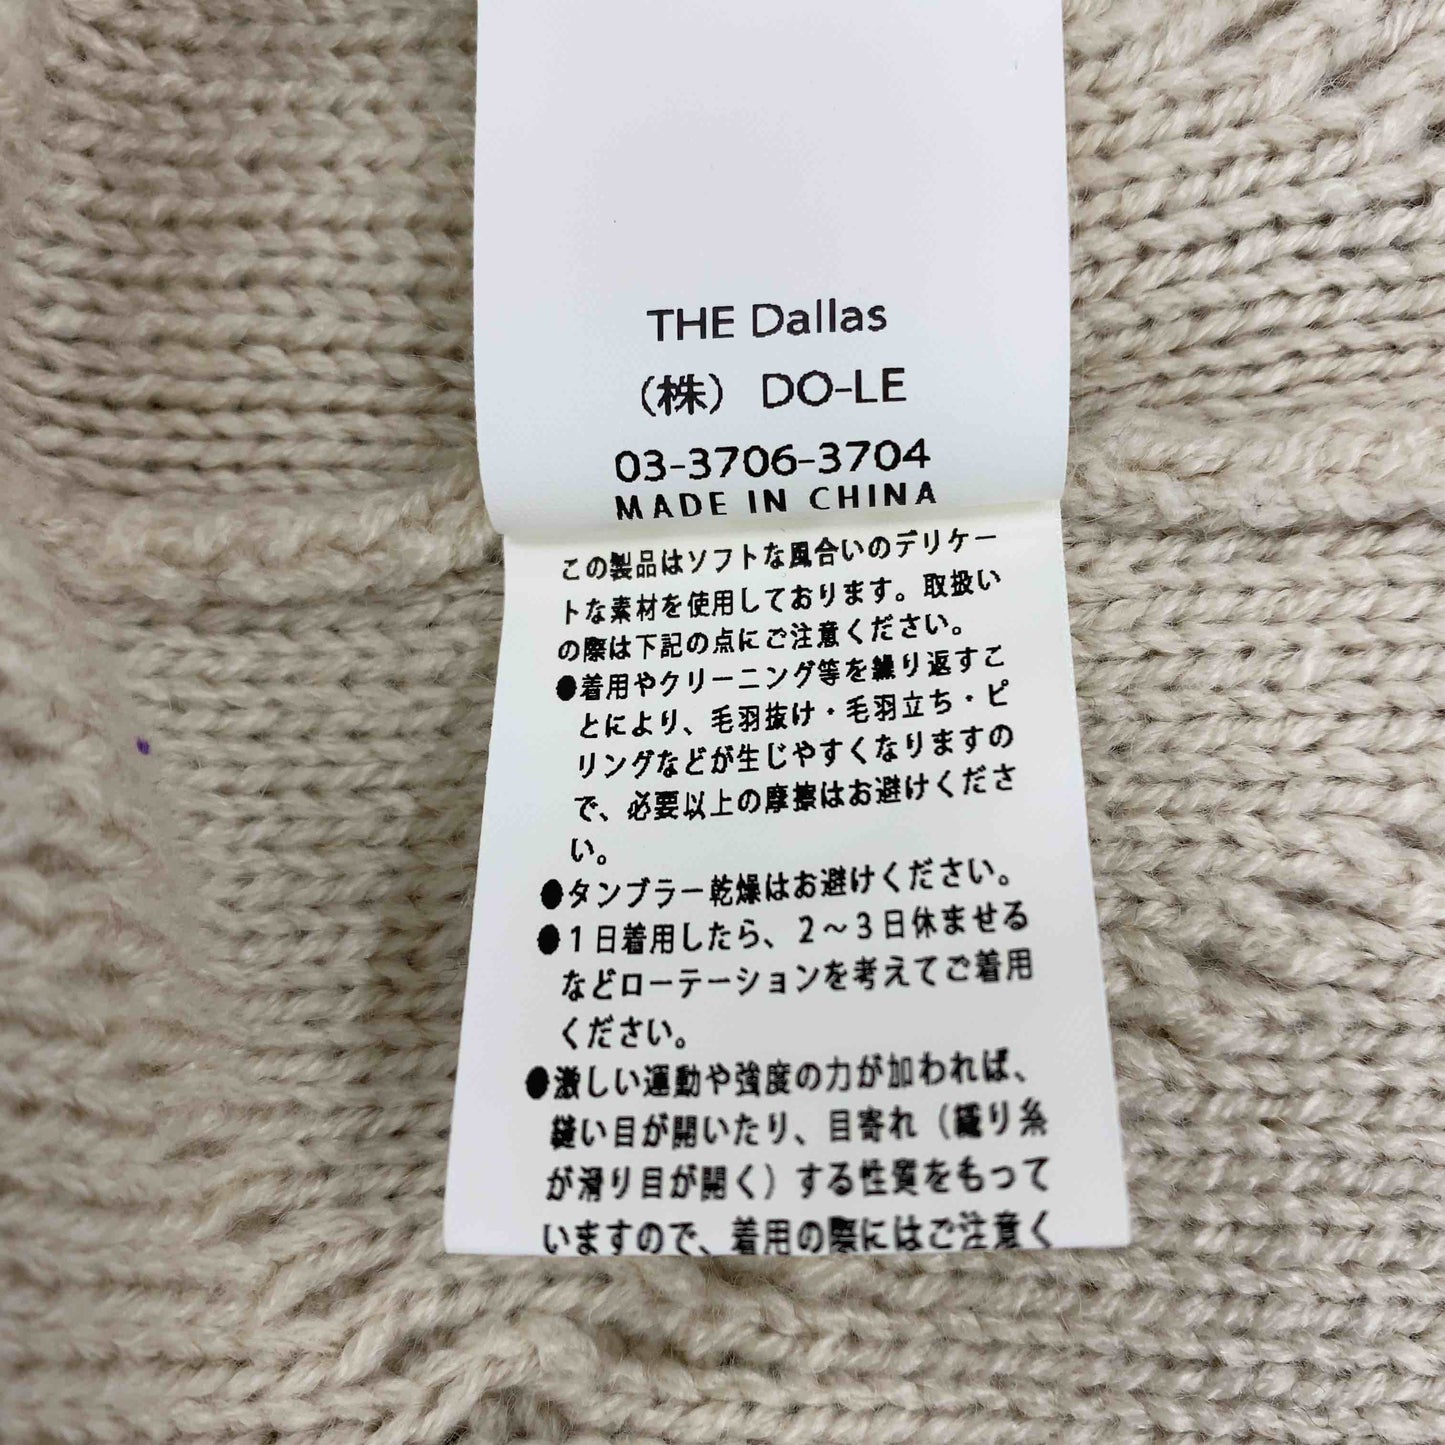 THE Dallas
（株） DO-LE
03-3706-3704
MADE IN CHINA
この製品はソフトな風合いのデリケー
トな素材を使用しております。取扱い
の際は下記の点にご注意ください。
●着用やクリーニング等を繰り返すこ
とにより、毛羽抜け・毛羽立ち・ピ
リングなどが生じやすくなりますの
で、必要以上の摩擦はお避けくださ
い。
●タンブラー乾燥はお避けください。
●1日着用したら、2～3日休ませる
などローテーションを考えてご着用
ください。
●激しい運動や強度の力が加われば、
縫い目が開いたり、目寄れ（織り糸
が滑り目が開く）する性質をもって
いますので、着用の際にはご注意く